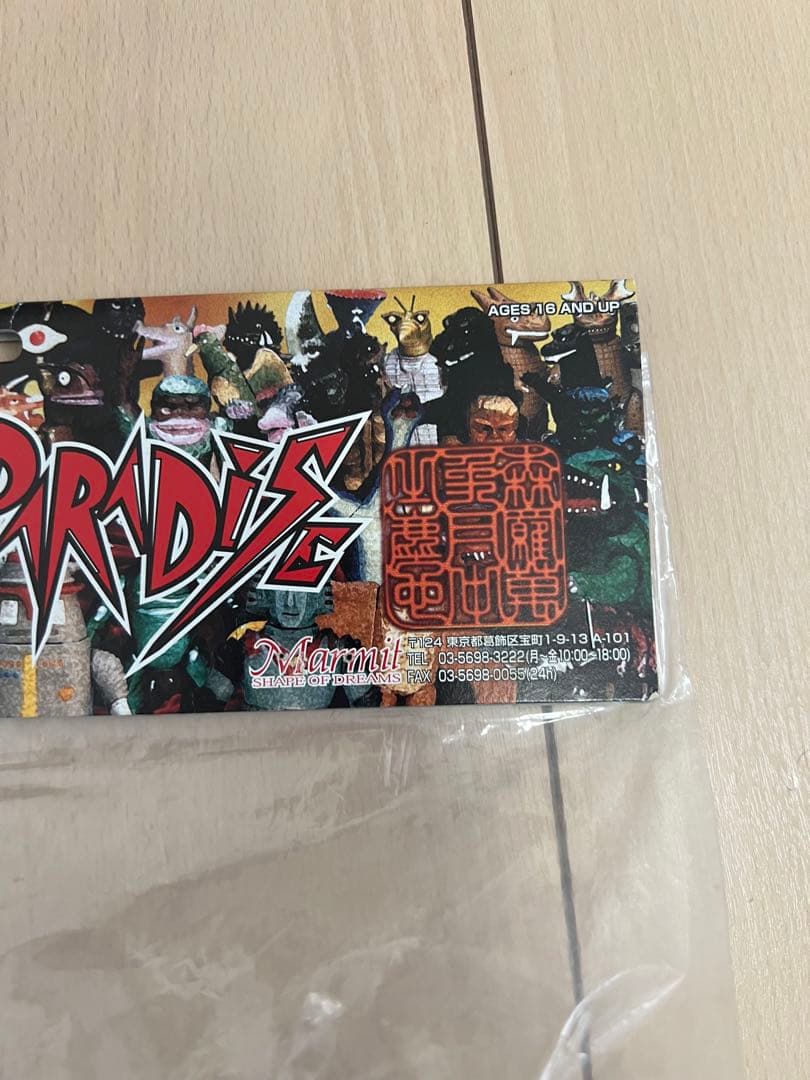 AGES 16 AND UP
PARADISE
Marmit
SHAPE OF DREAMS
〒124 東京都葛飾区宝町1-9-13 A-101
TEL 03-5698-3222(月~金10:00~18:00)
FAX 03-5698-0055(24h)